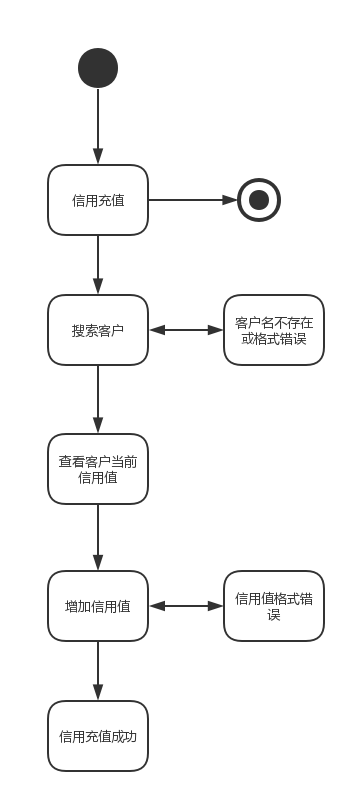 信用充值
搜索客户
客户名不存在
或格式错误
查看客户当前
信用值
增加信用值
信用值格式错
误
信用充值成功